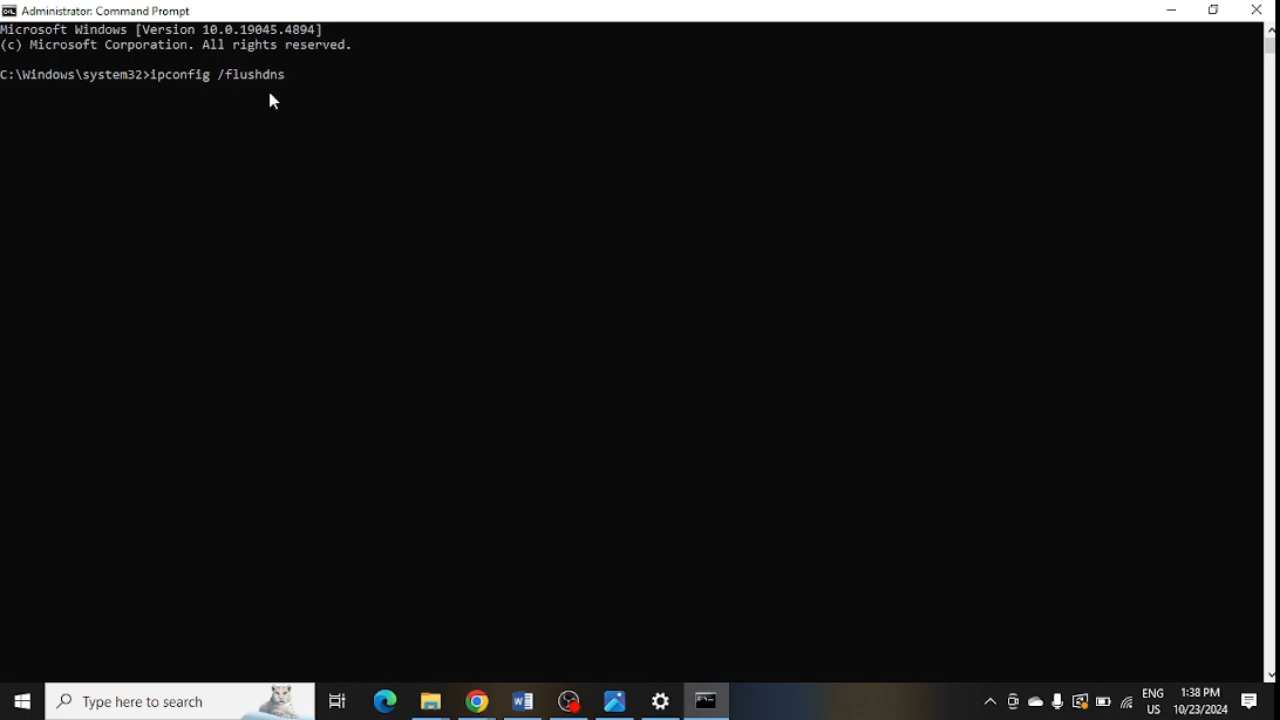 Administrator: Command Prompt
Microsoft Windows [Version 10.0.19045.4894]
(c) Microsoft Corporation. All rights reserved.
C:\Windows\system32>ipconfig /flushdns
Type here to search
ENG
US
1:38 PM
10/23/2024